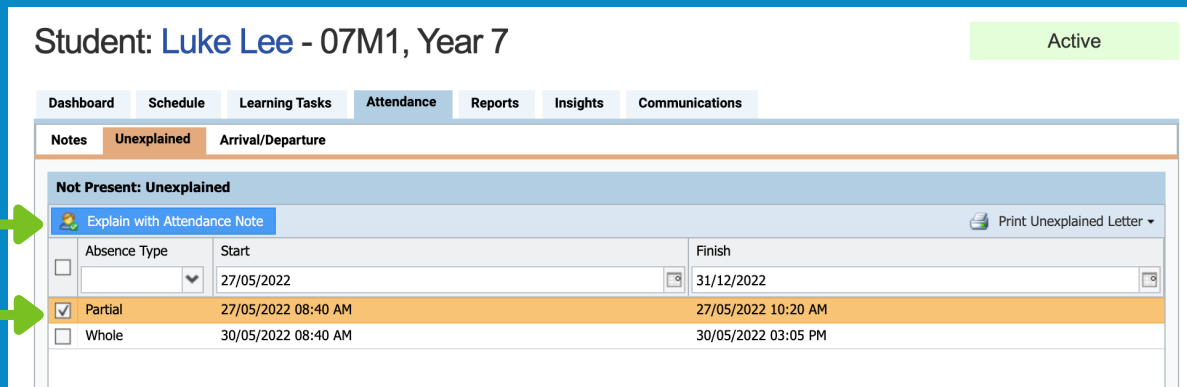 Student: Luke Lee - 07M1, Year 7
Active
Dashboard Schedule Learning Tasks Attendance Reports Insights Communications
Notes Unexplained Arrival/Departure
Not Present: Unexplained
Explain with Attendance Note Print Unexplained Letter
Absence Type Start Finish
27/05/2022 31/12/2022
Partial 27/05/2022 08:40 AM 27/05/2022 10:20 AM
Whole 30/05/2022 08:40 AM 30/05/2022 03:05 PM